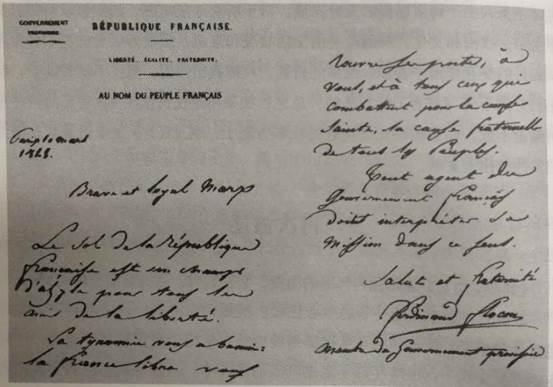 GOUVERNEMENT
PROVISOIRE
RÉPUBLIQUE FRANÇAISE.
LIBERTÉ, ÉGALITÉ, FRATERNITÉ.
AU NOM DU PEUPLE FRANÇAIS
Paris mars
1848.
Brave et loyal Marx
Le sol de la République
française est un champ
d'asyle pour tous les
amis de la liberté.
La tyrannie vous a banni:
la France libre vous
rouvre ses portes, à
vous, et à tous ceux qui
combattent pour la cause
sainte, la cause fraternelle
de tous les Peuples.
Tout agent du
Gouvernement français
doit interpréter sa
mission dans ce sens.
Salut et fraternité
Ferdinand Flocon
membre du Gouvernement provisoire